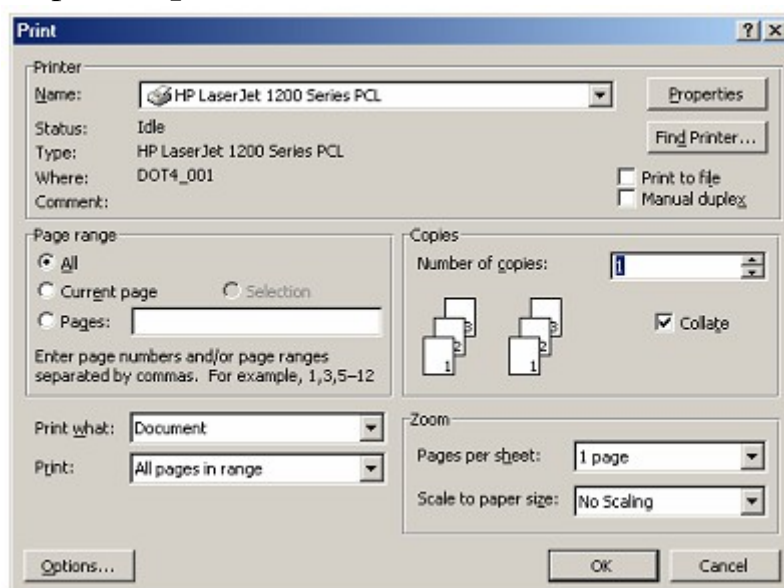 Print
Printer
Name: HP LaserJet 1200 Series PCL Properties
Status: Idle
Find Printer...
Type: HP LaserJet 1200 Series PCL
Where: DOT4_001
Print to file
Comment:
Manual duplex
Page range
All
Current page Selection
Pages:
Enter page numbers and/or page ranges
separated by commas. For example, 1,3,5–12
Copies
Number of copies: 1
1 2 3 1 2 3
Collate
Print what: Document
Print: All pages in range
Zoom
Pages per sheet: 1 page
Scale to paper size: No Scaling
Options... OK Cancel